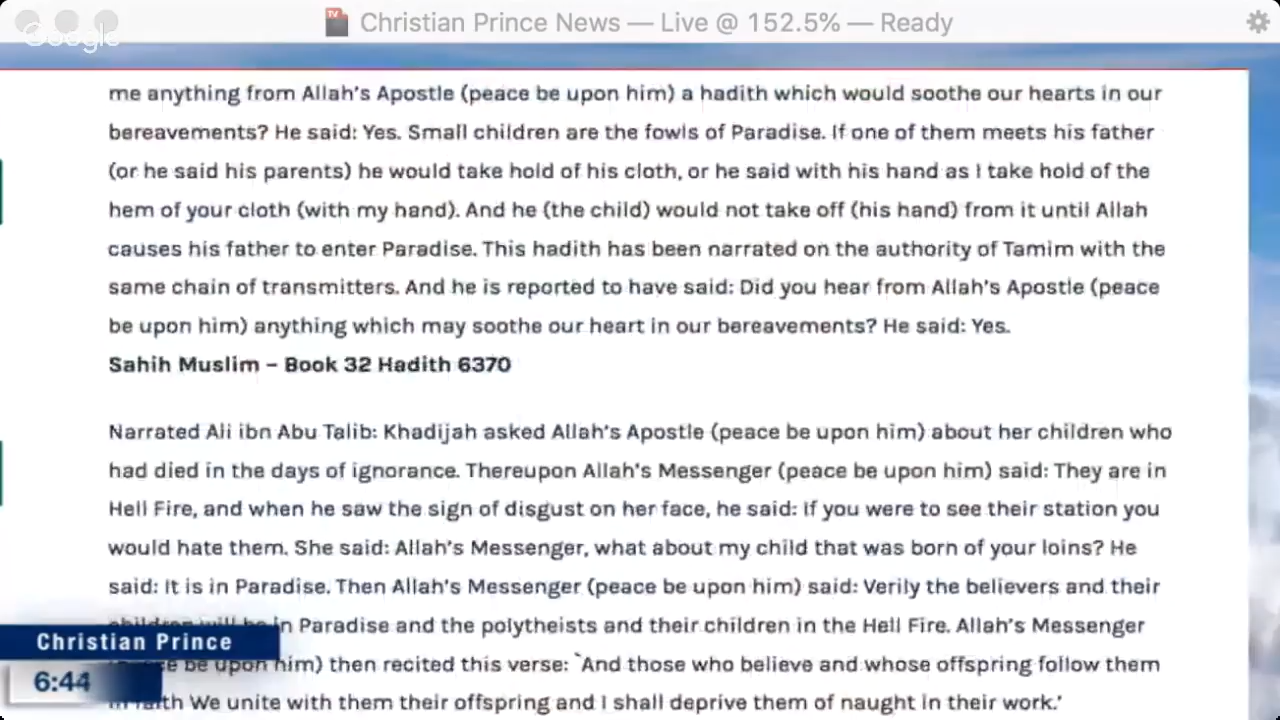 Christian Prince News — Live @ 152.5% — Ready
Google
me anything from Allah's Apostle (peace be upon him) a hadith which would soothe our hearts in our
bereavements? He said: Yes. Small children are the fowls of Paradise. If one of them meets his father
(or he said his parents) he would take hold of his cloth, or he said with his hand as I take hold of the
hem of your cloth (with my hand). And he (the child) would not take off (his hand) from it until Allah
causes his father to enter Paradise. This hadith has been narrated on the authority of Tamim with the
same chain of transmitters. And he is reported to have said: Did you hear from Allah's Apostle (peace
be upon him) anything which may soothe our heart in our bereavements? He said: Yes.
Sahih Muslim – Book 32 Hadith 6370
Narrated Ali ibn Abu Talib: Khadijah asked Allah's Apostle (peace be upon him) about her children who
had died in the days of ignorance. Thereupon Allah's Messenger (peace be upon him) said: They are in
Hell Fire, and when he saw the sign of disgust on her face, he said: If you were to see their station you
would hate them. She said: Allah's Messenger, what about my child that was born of your loins? He
said: It is in Paradise. Then Allah's Messenger (peace be upon him) said: Verily the believers and their
children will be in Paradise and the polytheists and their children in the Hell Fire. Allah's Messenger
be upon him) then recited this verse: `And those who believe and whose offspring follow them
in faith We unite with them their offspring and I shall deprive them of naught in their work.'
Christian Prince
6:44